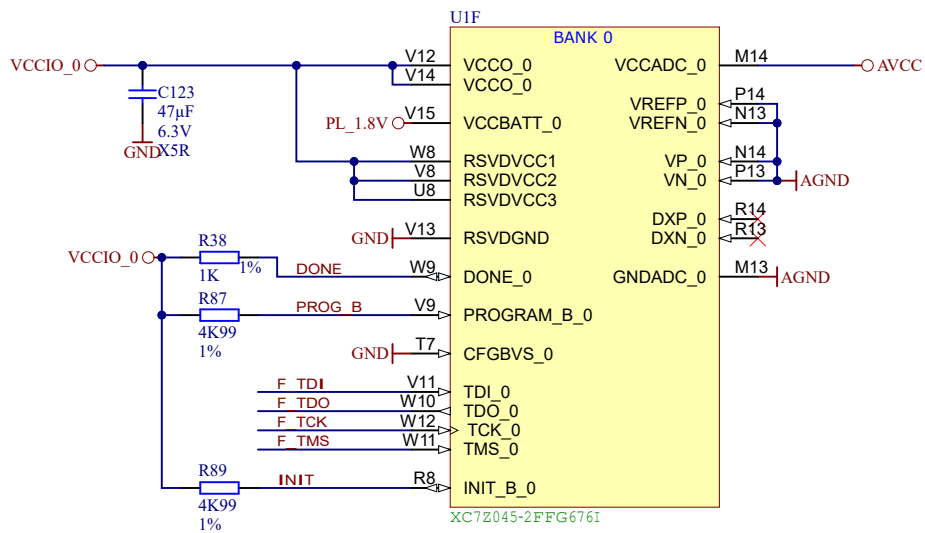 U1F
BANK 0
VCCIO_0
V12
VCCO_0
V14
VCCO_0
VCCADC_0
M14
AVCC
C123
47µF
6.3V
X5R
GND
PL_1.8V
V15
VCCBATT_0
VREFP_0
P14
VREFN_0
N13
W8
RSVDVCC1
V8
RSVDVCC2
U8
RSVDVCC3
VP_0
N14
VN_0
P13
AGND
GND
V13
RSVDGND
DXP_0
R14
DXN_0
R13
VCCIO_0
R38
1K
1%
DONE
W9
DONE_0
GNDADC_0
M13
AGND
R87
4K99
1%
PROG_B
V9
PROGRAM_B_0
GND
T7
CFGBVS_0
F_TDI
V11
TDI_0
F_TDO
W10
TDO_0
F_TCK
W12
TCK_0
F_TMS
W11
TMS_0
R89
4K99
1%
INIT
R8
INIT_B_0
XC7Z045-2FFG676I